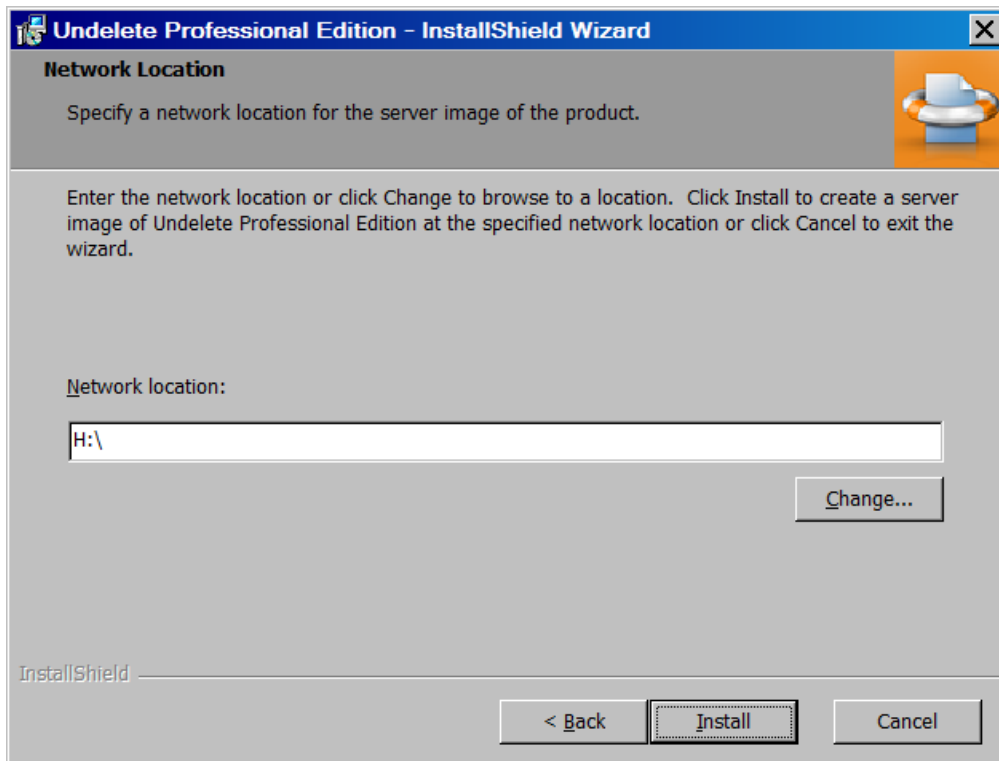 Undelete Professional Edition - InstallShield Wizard
Network Location
Specify a network location for the server image of the product.
Enter the network location or click Change to browse to a location.  Click Install to create a server
image of Undelete Professional Edition at the specified network location or click Cancel to exit the
wizard.
Network location:
H:\
Change...
InstallShield
< Back
Install
Cancel